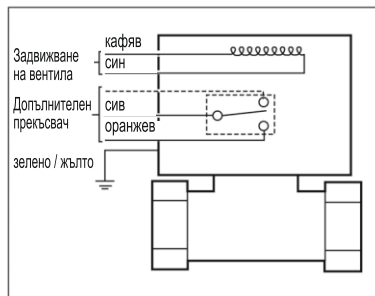 кафяв
Задвижване
на вентила
син
Допълнителен
прекъсвач
сив
оранжев
зелено / жълто